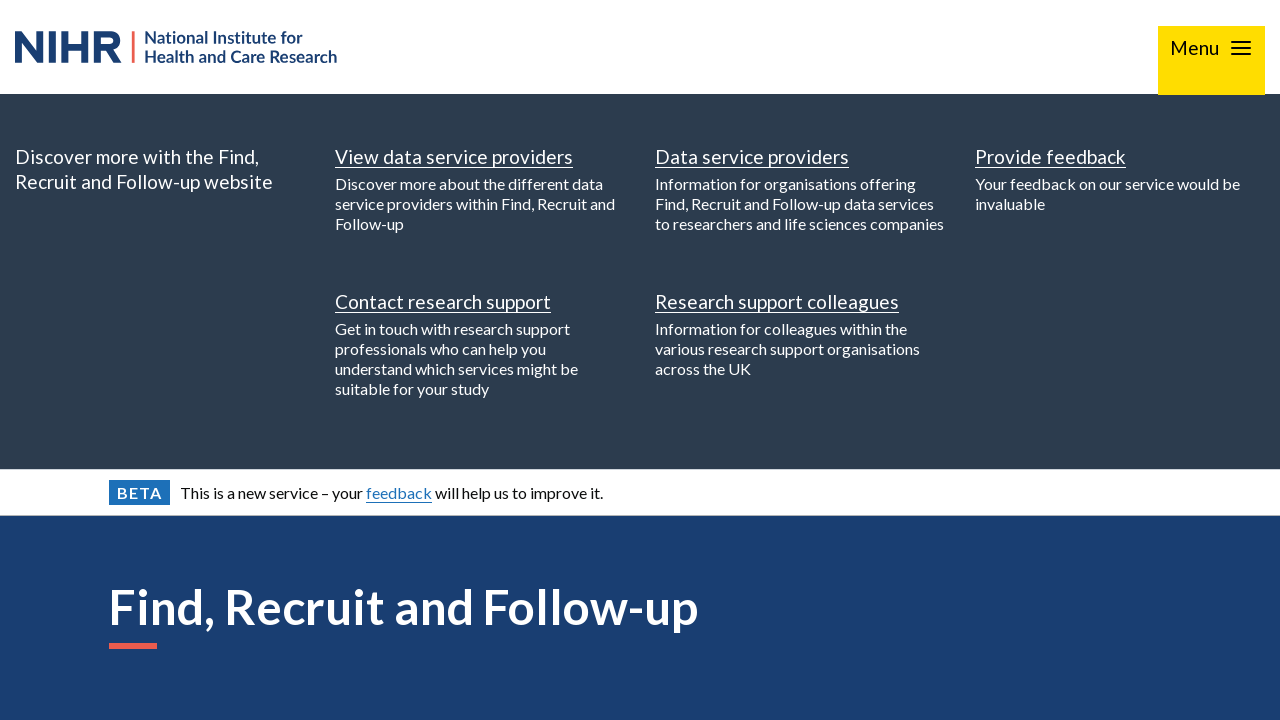 NIHR
National Institute for
Health and Care Research
Menu
Discover more with the Find,
Recruit and Follow-up website
View data service providers
Discover more about the different data
service providers within Find, Recruit and
Follow-up
Data service providers
Information for organisations offering
Find, Recruit and Follow-up data services
to researchers and life sciences companies
Provide feedback
Your feedback on our service would be
invaluable
Contact research support
Get in touch with research support
professionals who can help you
understand which services might be
suitable for your study
Research support colleagues
Information for colleagues within the
various research support organisations
across the UK
BETA This is a new service – your feedback will help us to improve it.
Find, Recruit and Follow-up